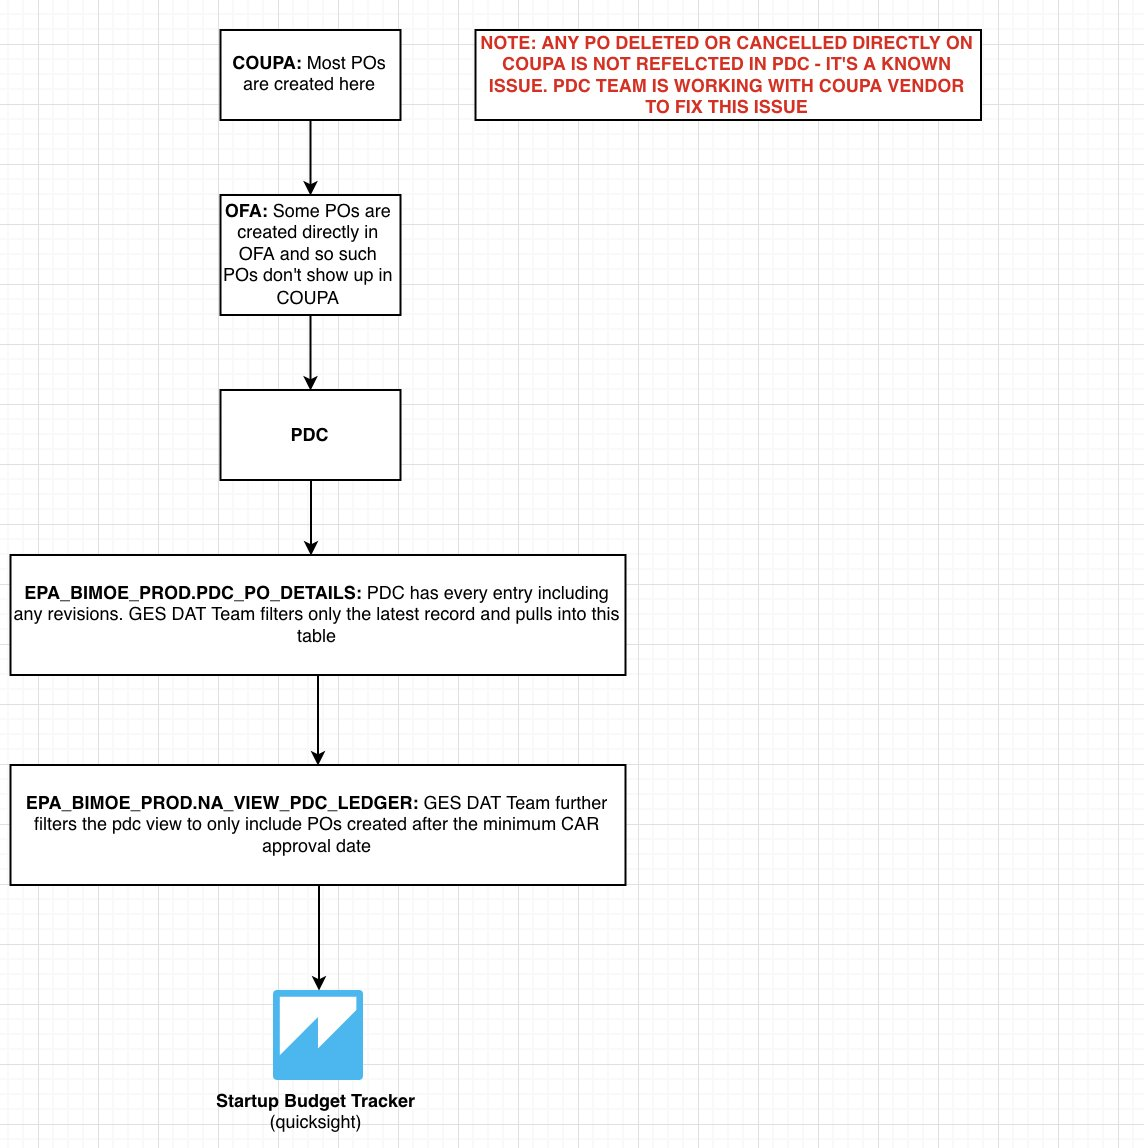 COUPA: Most POs
are created here
NOTE: ANY PO DELETED OR CANCELLED DIRECTLY ON
COUPA IS NOT REFELCTED IN PDC - IT'S A KNOWN
ISSUE. PDC TEAM IS WORKING WITH COUPA VENDOR
TO FIX THIS ISSUE
OFA: Some POs are
created directly in
OFA and so such
POs don't show up in
COUPA
PDC
EPA_BIMOE_PROD.PDC_PO_DETAILS: PDC has every entry including
any revisions. GES DAT Team filters only the latest record and pulls into this
table
EPA_BIMOE_PROD.NA_VIEW_PDC_LEDGER: GES DAT Team further
filters the pdc view to only include POs created after the minimum CAR
approval date
Startup Budget Tracker
(quicksight)